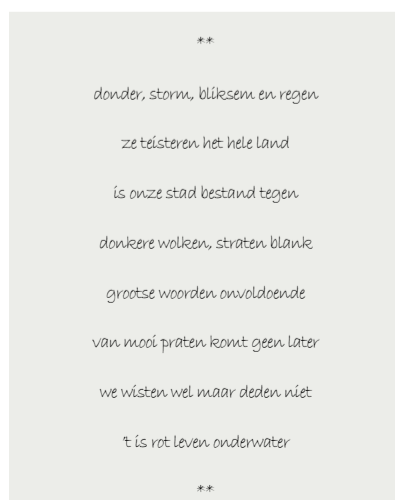 **
donder, storm, bliksem en regen
ze teisteren het hele land
is onze stad bestand tegen
donkere wolken, straten blank
grootse woorden onvoldoende
van mooi praten komt geen later
we wisten wel maar deden niet
't is rot leven onderwater
**